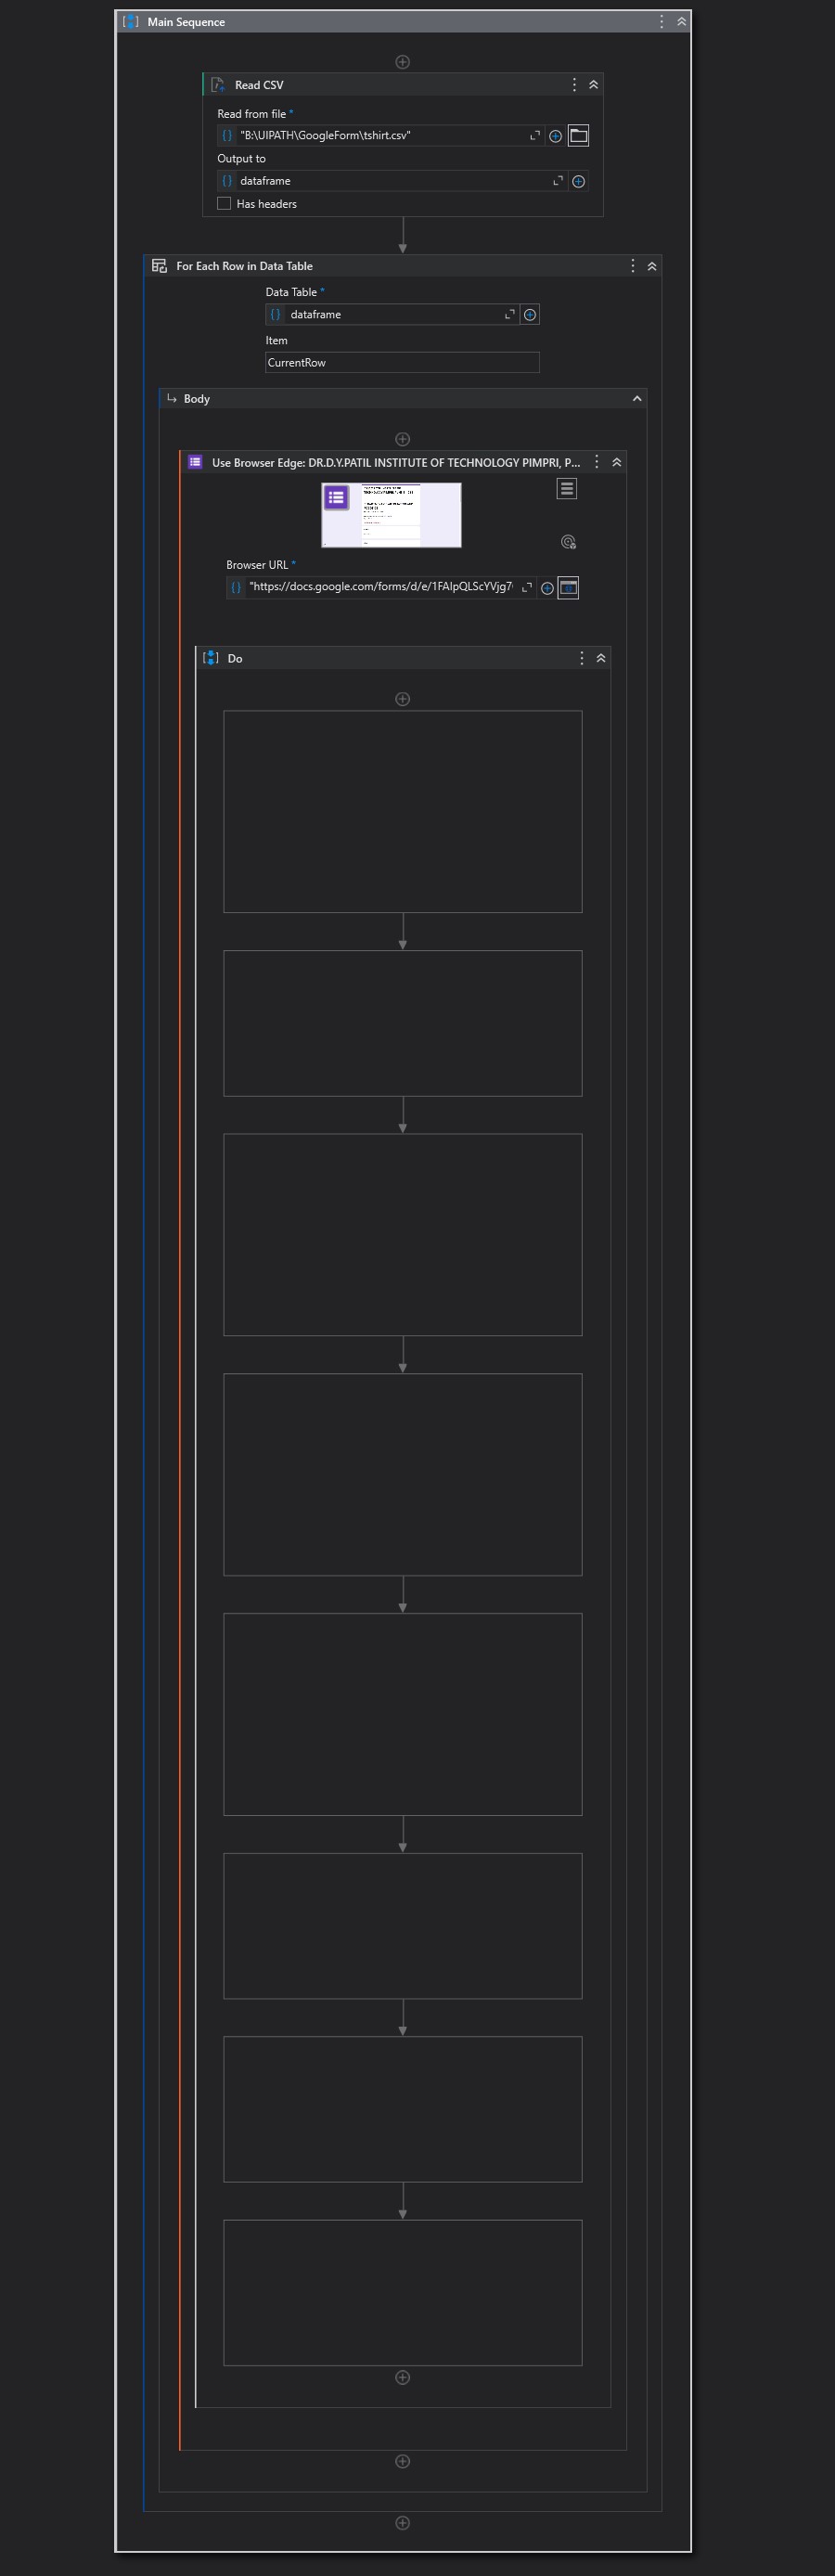 Main Sequence
Read CSV
Read from file *
"B:\UIPATH\GoogleForm\tshirt.csv"
Output to
dataframe
Has headers
For Each Row in Data Table
Data Table *
dataframe
Item
CurrentRow
Body
Use Browser Edge: DR.D.Y.PATIL INSTITUTE OF TECHNOLOGY PIMPRI, P...
Browser URL *
"https://docs.google.com/forms/d/e/1FAIpQLScYVjg7
Do